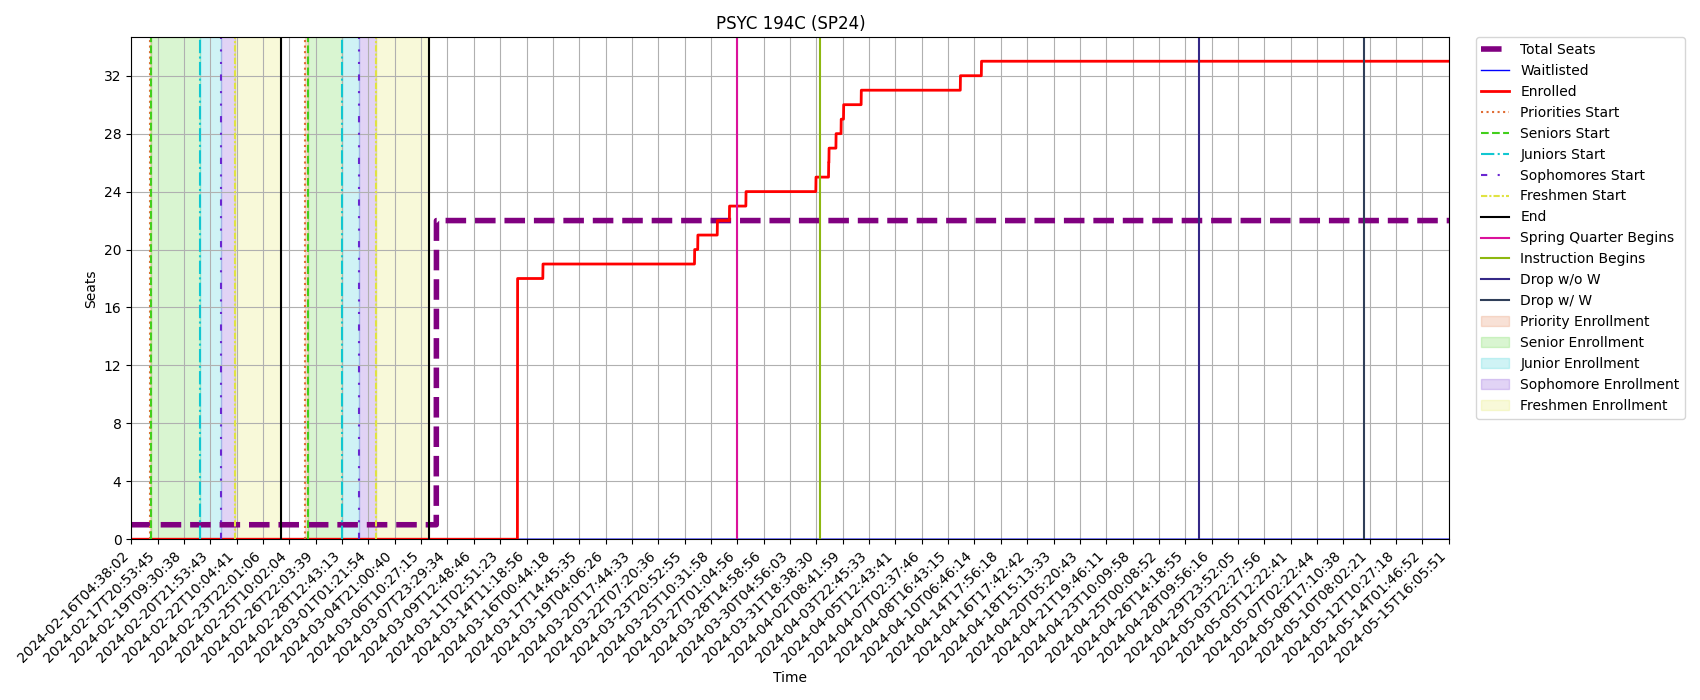 PSYC 194C (SP24)
Seats
32
28
24
20
16
12
8
4
0
2024-02-16T04:38:02
2024-02-17T20:53:45
2024-02-19T09:30:38
2024-02-20T21:53:43
2024-02-22T10:04:41
2024-02-23T22:01:06
2024-02-25T10:02:04
2024-02-26T22:03:39
2024-02-28T12:43:13
2024-03-01T01:21:54
2024-03-04T21:00:40
2024-03-06T10:27:15
2024-03-07T23:29:34
2024-03-09T12:48:46
2024-03-11T02:51:23
2024-03-14T11:18:56
2024-03-16T00:44:18
2024-03-17T14:45:35
2024-03-19T04:06:26
2024-03-20T17:44:33
2024-03-22T07:20:36
2024-03-23T20:52:55
2024-03-25T10:31:58
2024-03-27T01:04:56
2024-03-28T14:58:56
2024-03-30T04:56:03
2024-03-31T18:38:30
2024-04-02T08:41:59
2024-04-03T22:45:33
2024-04-05T12:43:41
2024-04-07T02:37:46
2024-04-08T16:43:15
2024-04-10T06:46:14
2024-04-14T17:56:18
2024-04-16T17:42:42
2024-04-18T15:13:33
2024-04-20T05:20:43
2024-04-21T19:46:11
2024-04-23T10:09:58
2024-04-25T00:08:52
2024-04-26T14:18:55
2024-04-28T09:56:16
2024-04-29T23:52:05
2024-05-03T22:27:56
2024-05-05T12:22:41
2024-05-07T02:22:44
2024-05-08T17:10:38
2024-05-10T08:02:21
2024-05-12T10:27:18
2024-05-14T01:46:52
2024-05-15T16:05:51
Time
Total Seats
Waitlisted
Enrolled
Priorities Start
Seniors Start
Juniors Start
Sophomores Start
Freshmen Start
End
Spring Quarter Begins
Instruction Begins
Drop w/o W
Drop w/ W
Priority Enrollment
Senior Enrollment
Junior Enrollment
Sophomore Enrollment
Freshmen Enrollment